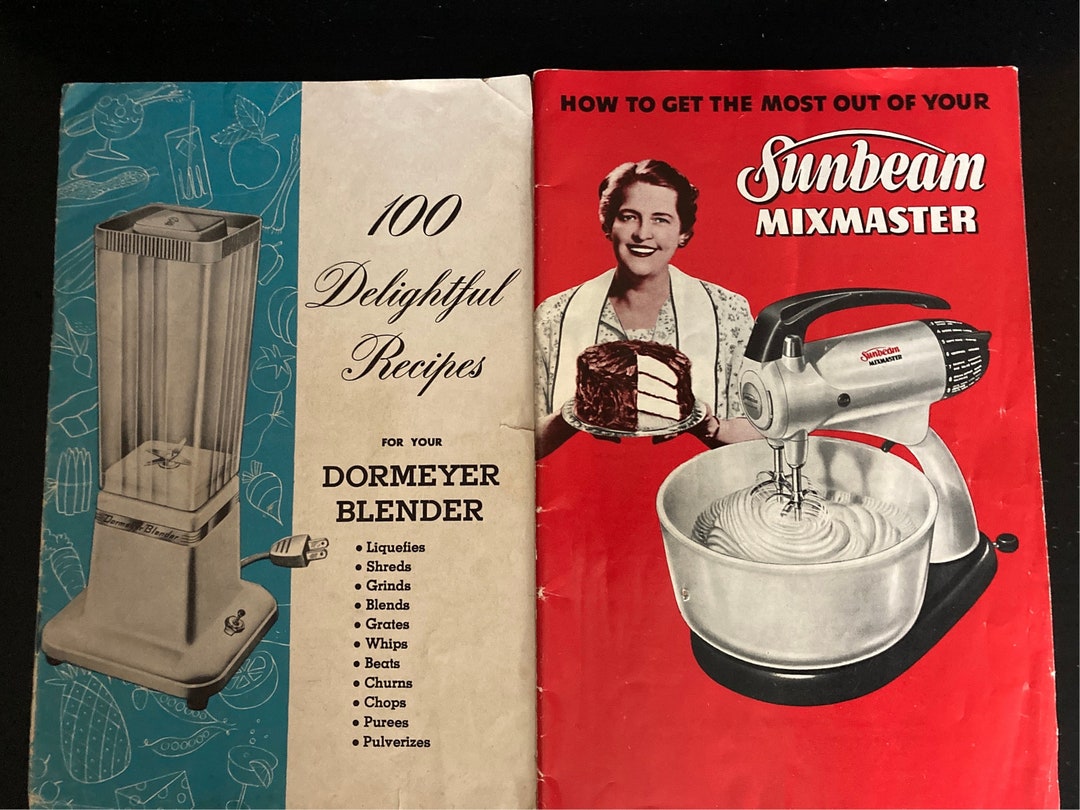 100
Delightful
Recipes
FOR YOUR
DORMEYER
BLENDER
• Liquefies
• Shreds
• Grinds
• Blends
• Grates
• Whips
• Beats
• Churns
• Chops
• Purees
• Pulverizes
Dormeyer Blender
HOW TO GET THE MOST OUT OF YOUR
Sunbeam
MIXMASTER
Sunbeam
MIXMASTER